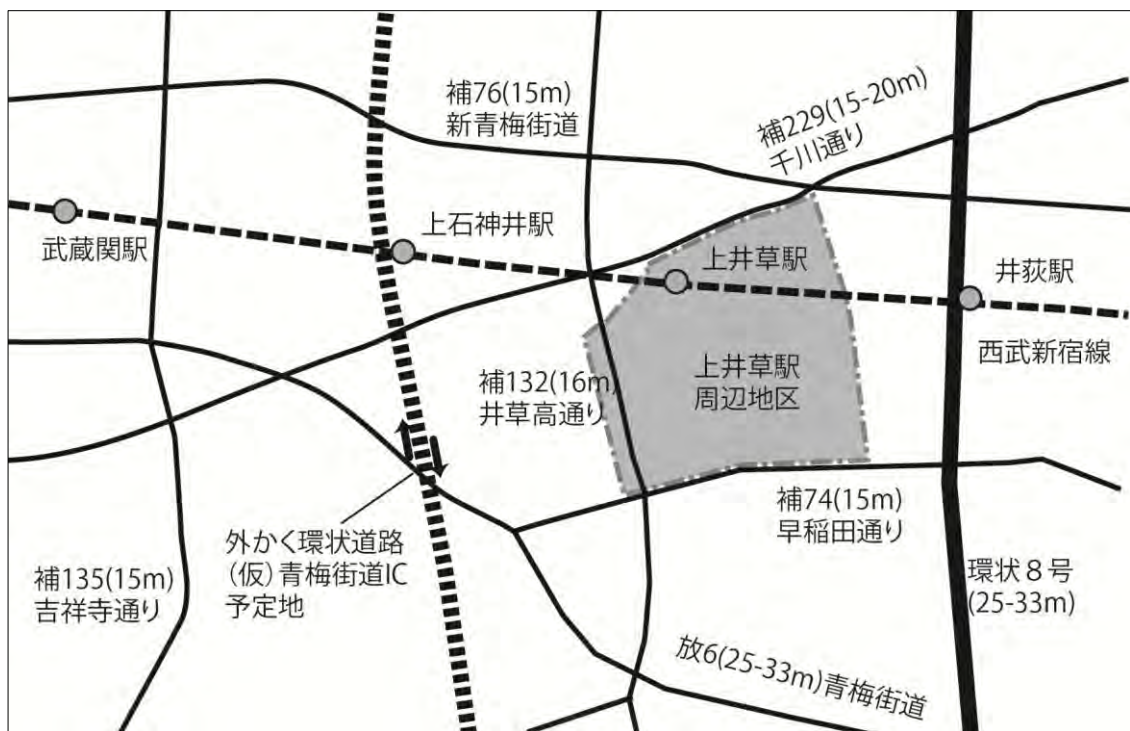 補76(15m)
新青梅街道
補229(15-20m)
千川通り
武蔵関駅
上石神井駅
上井草駅
井荻駅
西武新宿線
上井草駅
周辺地区
補132(16m)
井草高通り
補74(15m)
早稲田通り
外かく環状道路
(仮)青梅街道IC
予定地
補135(15m)
吉祥寺通り
環状８号
(25-33m)
放6(25-33m)青梅街道